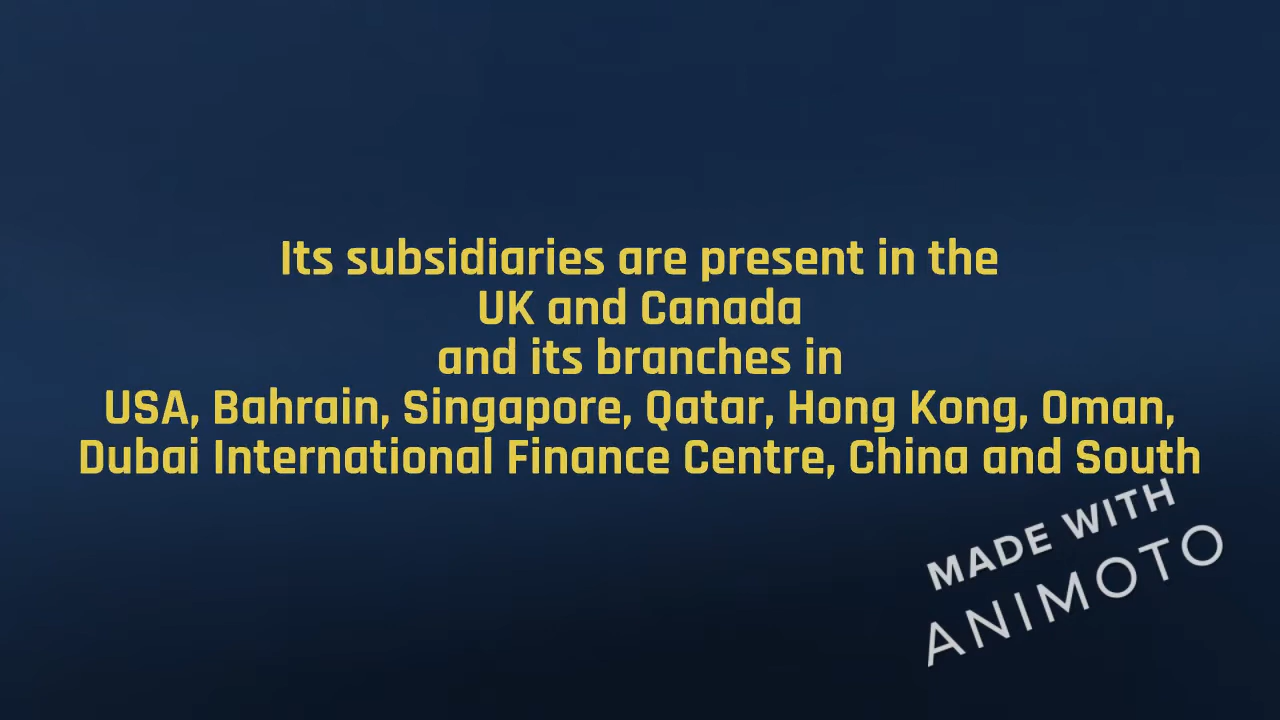 Its subsidiaries are present in the
UK and Canada
and its branches in
USA, Bahrain, Singapore, Qatar, Hong Kong, Oman,
Dubai International Finance Centre, China and South
MADE WITH
ANIMOTO